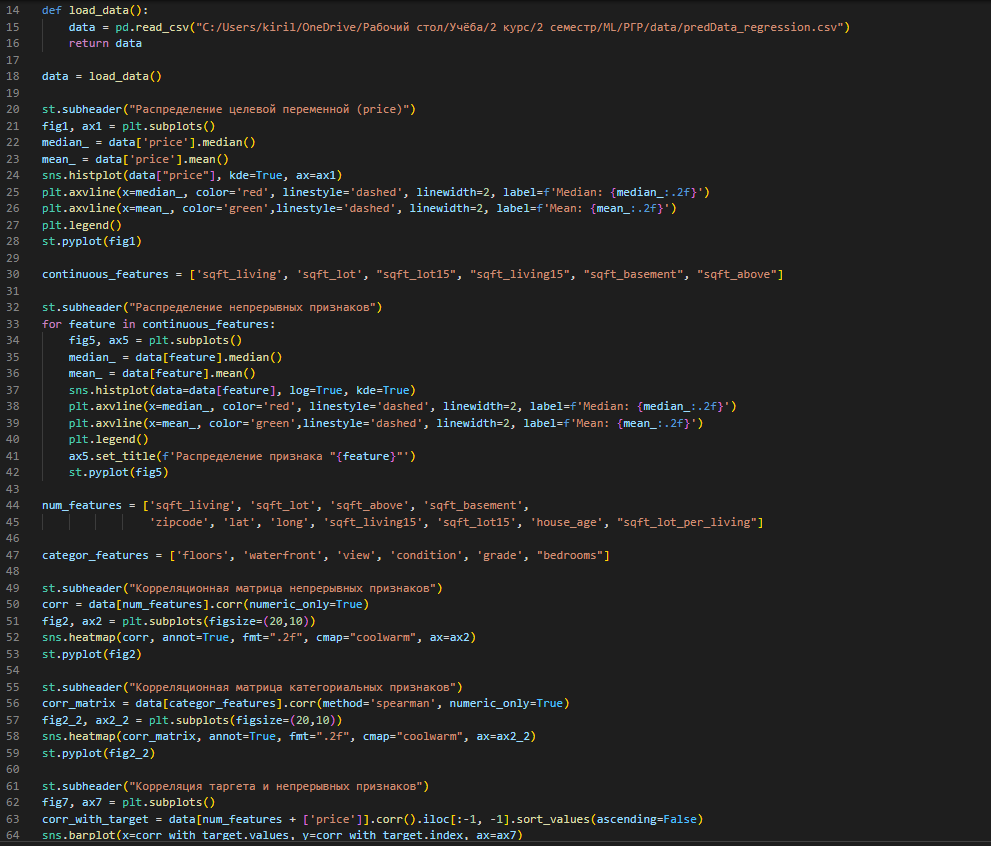 14 def load_data():
15     data = pd.read_csv("C:/Users/kiril/OneDrive/Рабочий стол/Учёба/2 курс/2 семестр/ML/РГР/data/predData_regression.csv")
16     return data
17
18 data = load_data()
19
20 st.subheader("Распределение целевой переменной (price)")
21 fig1, ax1 = plt.subplots()
22 median_ = data['price'].median()
23 mean_ = data['price'].mean()
24 sns.histplot(data["price"], kde=True, ax=ax1)
25 plt.axvline(x=median_, color='red', linestyle='dashed', linewidth=2, label=f'Median: {median_:.2f}')
26 plt.axvline(x=mean_, color='green',linestyle='dashed', linewidth=2, label=f'Mean: {mean_:.2f}')
27 plt.legend()
28 st.pyplot(fig1)
29
30 continuous_features = ['sqft_living', 'sqft_lot', "sqft_lot15", "sqft_living15", "sqft_basement", "sqft_above"]
31
32 st.subheader("Распределение непрерывных признаков")
33 for feature in continuous_features:
34     fig5, ax5 = plt.subplots()
35     median_ = data[feature].median()
36     mean_ = data[feature].mean()
37     sns.histplot(data=data[feature], log=True, kde=True)
38     plt.axvline(x=median_, color='red', linestyle='dashed', linewidth=2, label=f'Median: {median_:.2f}')
39     plt.axvline(x=mean_, color='green',linestyle='dashed', linewidth=2, label=f'Mean: {mean_:.2f}')
40     plt.legend()
41     ax5.set_title(f'Распределение признака "{feature}"')
42     st.pyplot(fig5)
43
44 num_features = ['sqft_living', 'sqft_lot', 'sqft_above', 'sqft_basement',
45                 'zipcode', 'lat', 'long', 'sqft_living15', 'sqft_lot15', 'house_age', "sqft_lot_per_living"]
46
47 categor_features = ['floors', 'waterfront', 'view', 'condition', 'grade', "bedrooms"]
48
49 st.subheader("Корреляционная матрица непрерывных признаков")
50 corr = data[num_features].corr(numeric_only=True)
51 fig2, ax2 = plt.subplots(figsize=(20,10))
52 sns.heatmap(corr, annot=True, fmt=".2f", cmap="coolwarm", ax=ax2)
53 st.pyplot(fig2)
54
55 st.subheader("Корреляционная матрица категориальных признаков")
56 corr_matrix = data[categor_features].corr(method='spearman', numeric_only=True)
57 fig2_2, ax2_2 = plt.subplots(figsize=(20,10))
58 sns.heatmap(corr_matrix, annot=True, fmt=".2f", cmap="coolwarm", ax=ax2_2)
59 st.pyplot(fig2_2)
60
61 st.subheader("Корреляция таргета и непрерывных признаков")
62 fig7, ax7 = plt.subplots()
63 corr_with_target = data[num_features + ['price']].corr().iloc[:-1, -1].sort_values(ascending=False)
64 sns.barplot(x=corr_with_target.values, y=corr_with_target.index, ax=ax7)